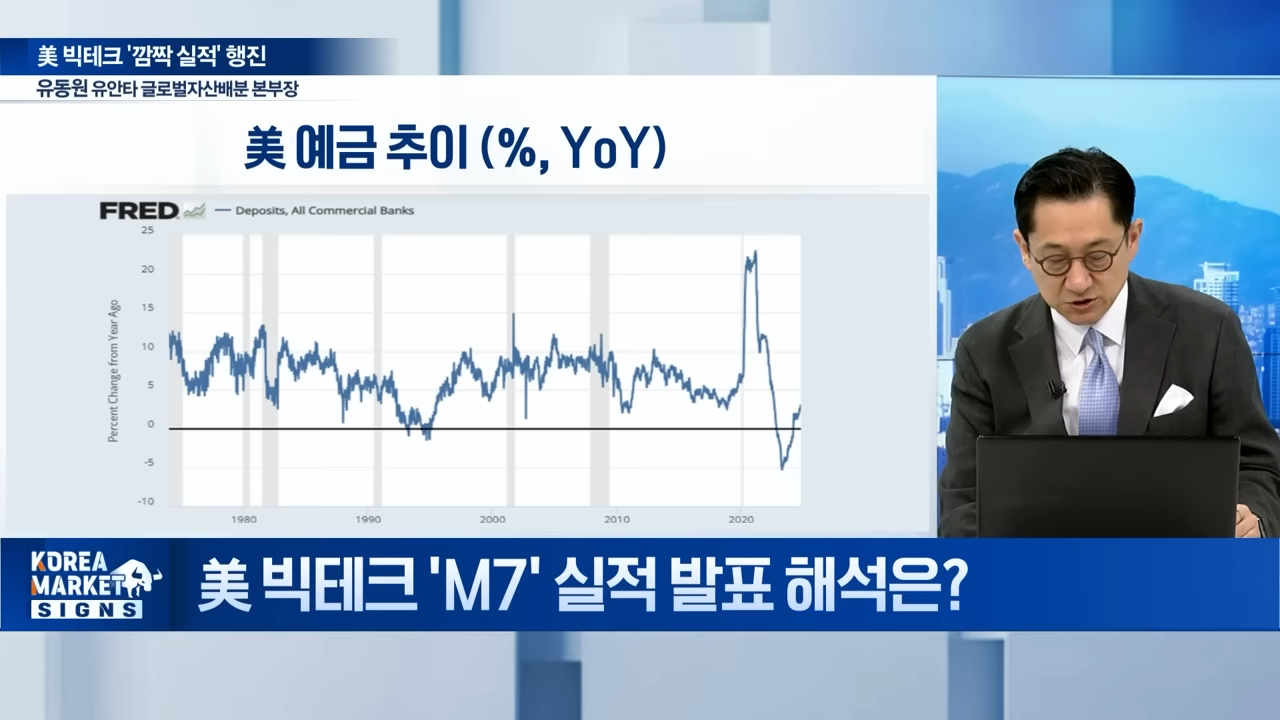 美 빅테크 '깜짝 실적' 행진
유동원 유안타 글로벌자산배분 본부장
美 예금 추이 (%, YoY)
FRED
Deposits, All Commercial Banks
Percent Change from Year Ago
25
20
15
10
5
0
-5
-10
1980
1990
2000
2010
2020
KOREA
MARKET
SIGNS
美 빅테크 'M7' 실적 발표 해석은?